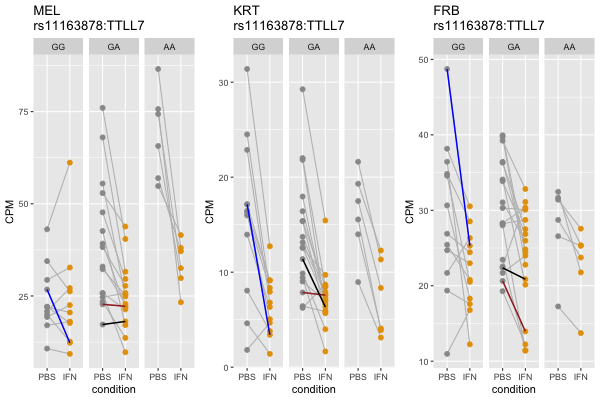 MEL
rs11163878:TTLL7
GG GA AA
CPM
75
50
25
PBS IFN PBS IFN PBS IFN
condition
KRT
rs11163878:TTLL7
GG GA AA
CPM
30
20
10
0
PBS IFN PBS IFN PBS IFN
condition
FRB
rs11163878:TTLL7
GG GA AA
CPM
50
40
30
20
10
PBS IFN PBS IFN PBS IFN
condition